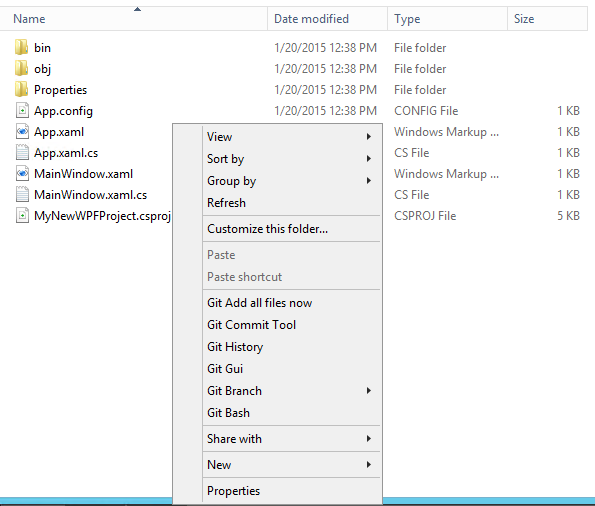 Name Date modified Type Size
bin 1/20/2015 12:38 PM File folder
obj 1/20/2015 12:38 PM File folder
Properties 1/20/2015 12:38 PM File folder
App.config 1/20/2015 12:38 PM CONFIG File 1 KB
App.xaml Windows Markup ... 1 KB
App.xaml.cs CS File 1 KB
MainWindow.xaml Windows Markup ... 1 KB
MainWindow.xaml.cs CS File 1 KB
MyNewWPFProject.csproj CSPROJ File 5 KB
View
Sort by
Group by
Refresh
Customize this folder...
Paste
Paste shortcut
Git Add all files now
Git Commit Tool
Git History
Git Gui
Git Branch
Git Bash
Share with
New
Properties